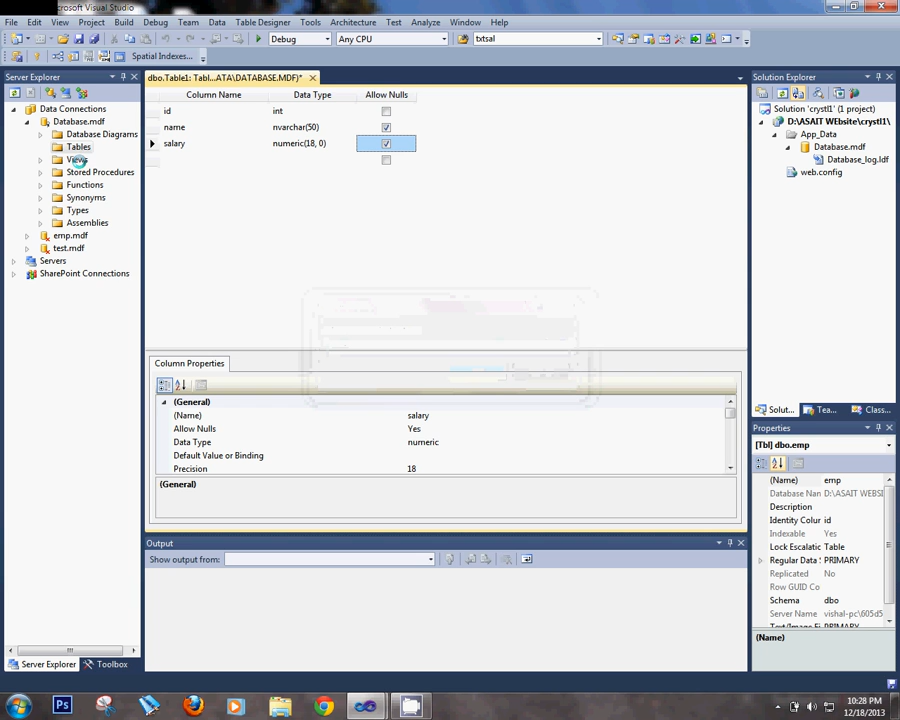 Microsoft Visual Studio
File Edit View Project Build Debug Team Data Table Designer Tools Architecture Test Analyze Window Help
Debug Any CPU txtsal
Spatial Indexes...
Server Explorer
Data Connections
Database.mdf
Database Diagrams
Tables
Views
Stored Procedures
Functions
Synonyms
Types
Assemblies
emp.mdf
test.mdf
Servers
SharePoint Connections
Server Explorer Toolbox
dbo.Table1: Tabl...ATA\DATABASE.MDF)*
Column Name Data Type Allow Nulls
id int
name nvarchar(50)
salary numeric(18, 0)
Column Properties
(General)
(Name) salary
Allow Nulls Yes
Data Type numeric
Default Value or Binding
Precision 18
(General)
Output
Show output from:
Solution Explorer
Solution 'crystl1' (1 project)
D:\ASAIT WEbsite\crystl1\
App_Data
Database.mdf
Database_log.ldf
web.config
Solut... Tea... Class...
Properties
[Tbl] dbo.emp
(Name) emp
Database Nan D:\ASAIT WEBSI
Description
Identity Colur id
Indexable Yes
Lock Escalatic Table
Regular Data : PRIMARY
Replicated No
Row GUID Co
Schema dbo
Server Name vishal-pc\605d5
Text/Image Fi PRIMARY
(Name)
Ps
10:28 PM
12/18/2013